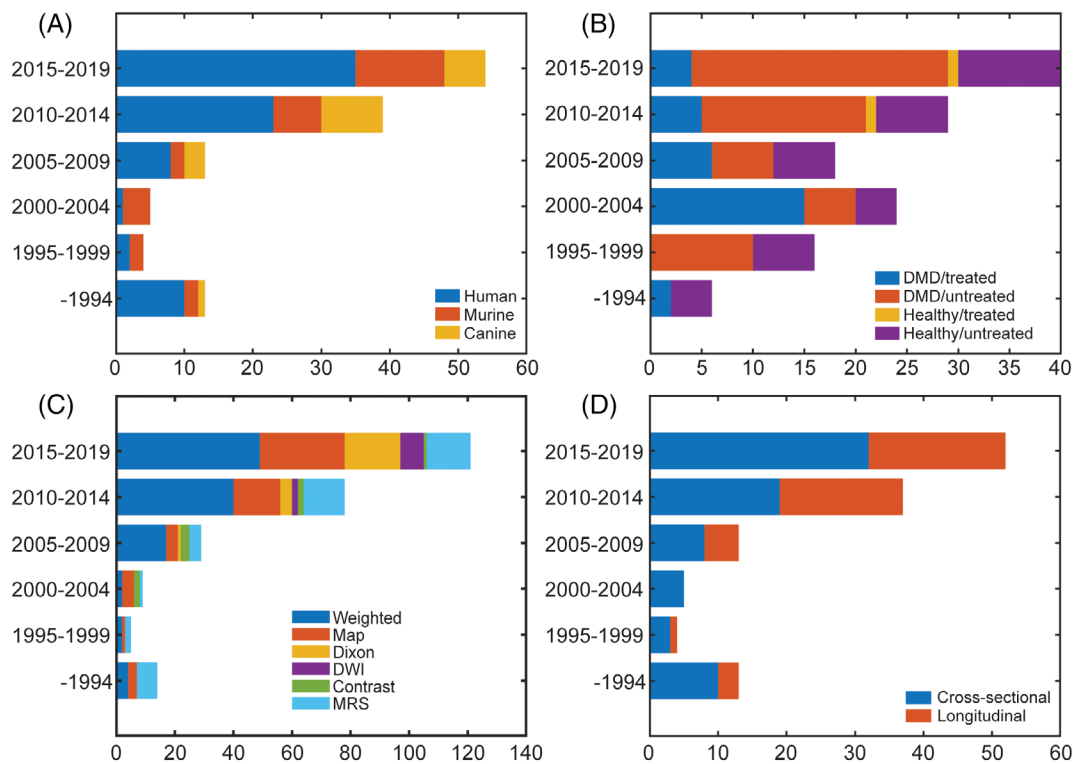 (A)
2015-2019
2010-2014
2005-2009
2000-2004
1995-1999
-1994
Human
Murine
Canine
0 10 20 30 40 50 60
(B)
2015-2019
2010-2014
2005-2009
2000-2004
1995-1999
-1994
DMD/treated
DMD/untreated
Healthy/treated
Healthy/untreated
0 5 10 15 20 25 30 35 40
(C)
2015-2019
2010-2014
2005-2009
2000-2004
1995-1999
-1994
Weighted
Map
Dixon
DWI
Contrast
MRS
0 20 40 60 80 100 120 140
(D)
2015-2019
2010-2014
2005-2009
2000-2004
1995-1999
-1994
Cross-sectional
Longitudinal
0 10 20 30 40 50 60